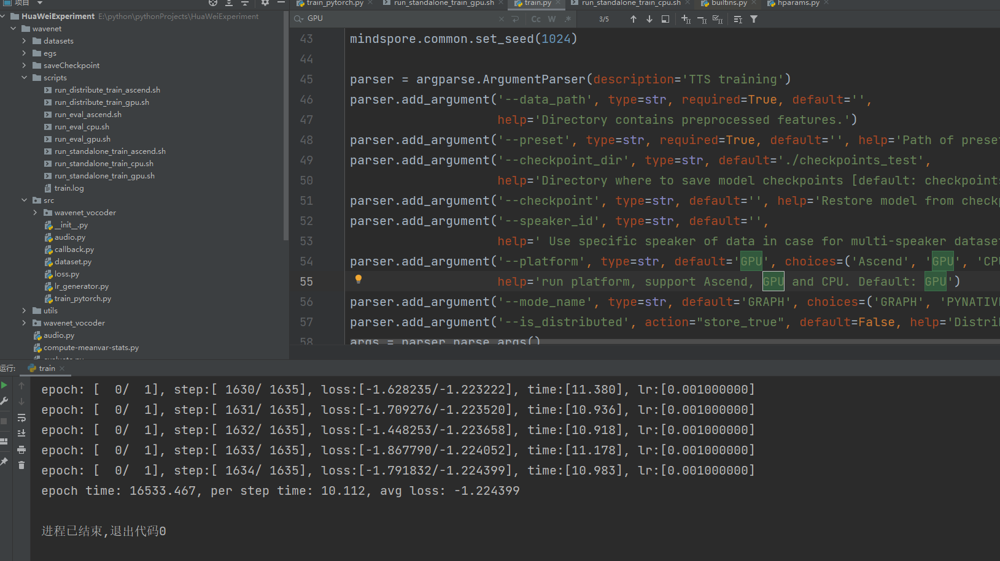 项目
train_pytorch.py
run_standalone_train_gpu.sh
train.py
run_standalone_train_cpu.sh
builtins.py
hparams.py
HuaWeiExperiment E:\python\pythonProjects\HuaWeiExperiment
wavenet
datasets
egs
saveCheckpoint
scripts
run_distribute_train_ascend.sh
run_distribute_train_gpu.sh
run_eval_ascend.sh
run_eval_cpu.sh
run_eval_gpu.sh
run_standalone_train_ascend.sh
run_standalone_train_cpu.sh
run_standalone_train_gpu.sh
train.log
src
wavenet_vocoder
__init__.py
audio.py
callback.py
dataset.py
loss.py
lr_generator.py
train_pytorch.py
utils
wavenet_vocoder
audio.py
compute-meanvar-stats.py
GPU
Cc W .*
3/5
43 mindspore.common.set_seed(1024)
44
45 parser = argparse.ArgumentParser(description='TTS training')
46 parser.add_argument('--data_path', type=str, required=True, default='',
47 help='Directory contains preprocessed features.')
48 parser.add_argument('--preset', type=str, required=True, default='', help='Path of prese
49 parser.add_argument('--checkpoint_dir', type=str, default='./checkpoints_test',
50 help='Directory where to save model checkpoints [default: checkpoints
51 parser.add_argument('--checkpoint', type=str, default='', help='Restore model from checkp
52 parser.add_argument('--speaker_id', type=str, default='',
53 help=' Use specific speaker of data in case for multi-speaker dataset
54 parser.add_argument('--platform', type=str, default='GPU', choices=('Ascend', 'GPU', 'CPU
55 help='run platform, support Ascend, GPU and CPU. Default: GPU')
56 parser.add_argument('--mode_name', type=str, default='GRAPH', choices=('GRAPH', 'PYNATIV
57 parser.add_argument('--is_distributed', action="store_true", default=False, help='Distri
58 args = parser.parse_args()
运行:
train
epoch: [  0/  1], step:[ 1630/ 1635], loss:[-1.628235/-1.223222], time:[11.380], lr:[0.001000000]
epoch: [  0/  1], step:[ 1631/ 1635], loss:[-1.709276/-1.223520], time:[10.936], lr:[0.001000000]
epoch: [  0/  1], step:[ 1632/ 1635], loss:[-1.448253/-1.223658], time:[10.918], lr:[0.001000000]
epoch: [  0/  1], step:[ 1633/ 1635], loss:[-1.867790/-1.224052], time:[11.178], lr:[0.001000000]
epoch: [  0/  1], step:[ 1634/ 1635], loss:[-1.791832/-1.224399], time:[10.983], lr:[0.001000000]
epoch time: 16533.467, per step time: 10.112, avg loss: -1.224399
进程已结束,退出代码0